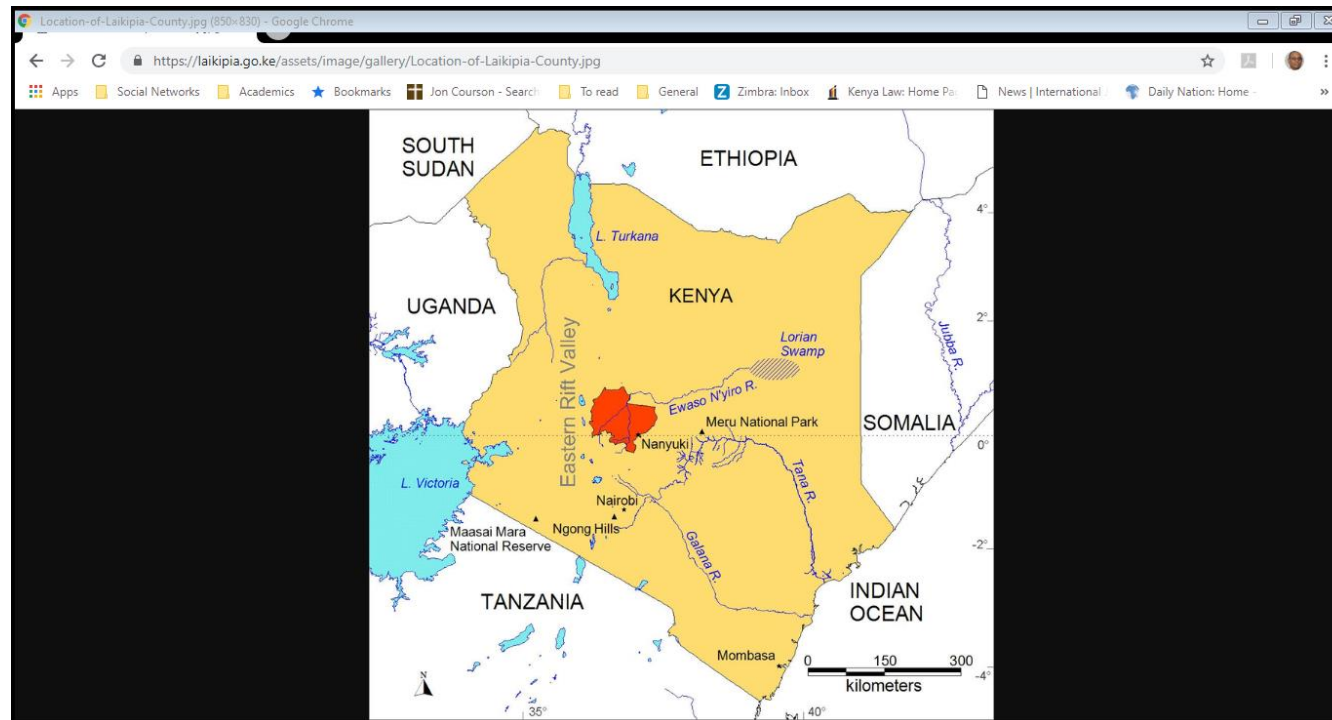 Location-of-Laikipia-County.jpg (850×830) - Google Chrome
https://laikipia.go.ke/assets/image/gallery/Location-of-Laikipia-County.jpg
Apps Social Networks Academics Bookmarks Jon Courson - Search To read General Zimbra: Inbox Kenya Law: Home Pa News | International Daily Nation: Home - »
SOUTH
SUDAN
ETHIOPIA
4°
L. Turkana
KENYA
UGANDA
2°
Eastern Rift Valley
Lorian
Swamp
Jubba R.
Ewaso N'yiro R.
Meru National Park
SOMALIA
Nanyuki
0°
L. Victoria
Tana R.
Nairobi
Ngong Hills
Maasai Mara
National Reserve
Galana R.
-2°
TANZANIA
INDIAN
OCEAN
Mombasa
0 150 300
kilometers
-4°
N
35°
40°